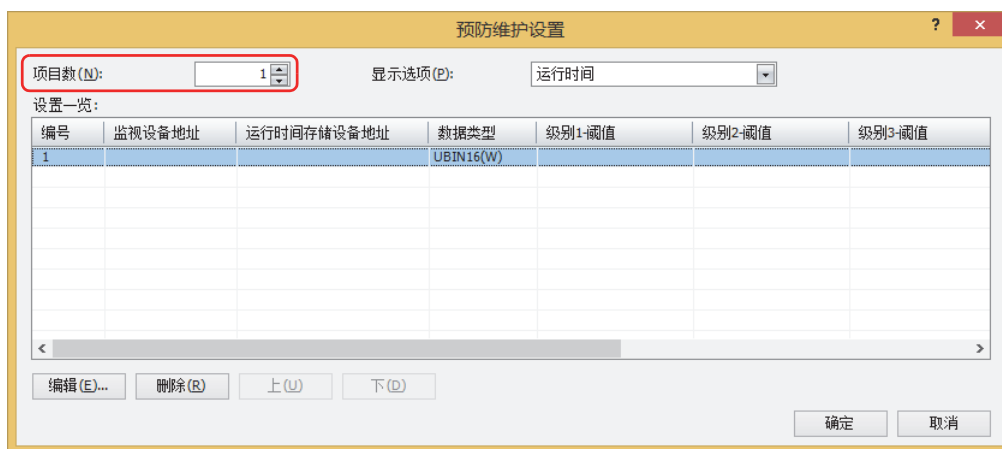 预防维护设置 ? ×
项目数(N): 1 显示选项(P): 运行时间
设置一览:
编号 监视设备地址 运行时间存储设备地址 数据类型 级别1-阈值 级别2-阈值 级别3-阈值
1 UBIN16(W)
编辑(E)... 删除(R) 上(U) 下(D)
确定 取消